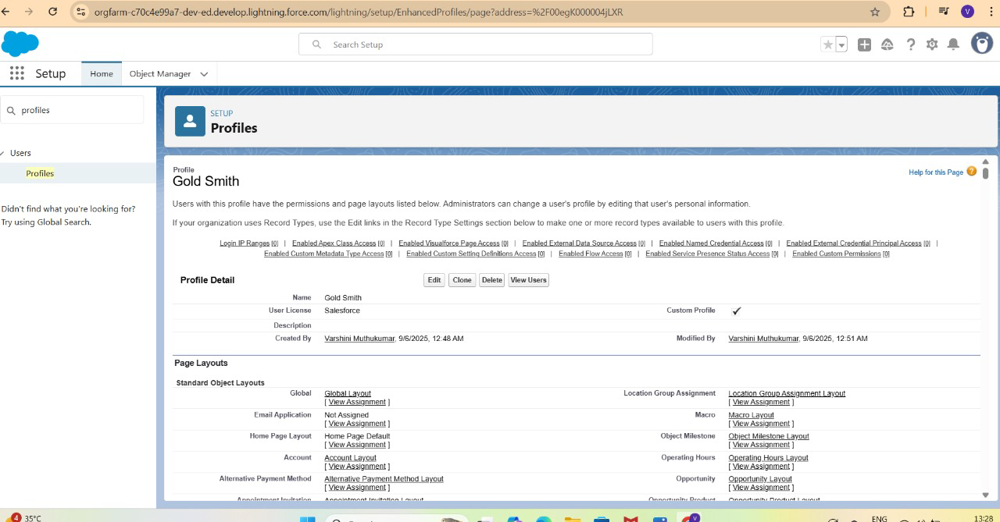 orgfarm-c70c4e99a7-dev-ed.develop.lightning.force.com/lightning/setup/EnhancedProfiles/page?address=%2F00egK000004jLXR
V
Search Setup
Setup
Home
Object Manager
profiles
Users
Profiles
Didn't find what you're looking for?
Try using Global Search.
SETUP
Profiles
Profile
Gold Smith
Help for this Page ?
Users with this profile have the permissions and page layouts listed below. Administrators can change a user's profile by editing that user's personal information.
If your organization uses Record Types, use the Edit links in the Record Type Settings section below to make one or more record types available to users with this profile.
Login IP Ranges [0] | Enabled Apex Class Access [0] | Enabled Visualforce Page Access [0] | Enabled External Data Source Access [0] | Enabled Named Credential Access [0] | Enabled External Credential Principal Access [0] |
Enabled Custom Metadata Type Access [0] | Enabled Custom Setting Definitions Access [0] | Enabled Flow Access [0] | Enabled Service Presence Status Access [0] | Enabled Custom Permissions [0]
Profile Detail Edit Clone Delete View Users
Name Gold Smith
User License Salesforce Custom Profile ✓
Description
Created By Varshini Muthukumar, 9/6/2025, 12:48 AM Modified By Varshini Muthukumar, 9/6/2025, 12:51 AM
Page Layouts
Standard Object Layouts
Global Global Layout Location Group Assignment Location Group Assignment Layout
[ View Assignment ] [ View Assignment ]
Email Application Not Assigned Macro Macro Layout
[ View Assignment ] [ View Assignment ]
Home Page Layout Home Page Default Object Milestone Object Milestone Layout
[ View Assignment ] [ View Assignment ]
Account Account Layout Operating Hours Operating Hours Layout
[ View Assignment ] [ View Assignment ]
Alternative Payment Method Alternative Payment Method Layout Opportunity Opportunity Layout
[ View Assignment ] [ View Assignment ]
Appointment Invitation Appointment Invitation Layout Opportunity Product Opportunity Product Layout
4 35°C
V
ENG
13:28